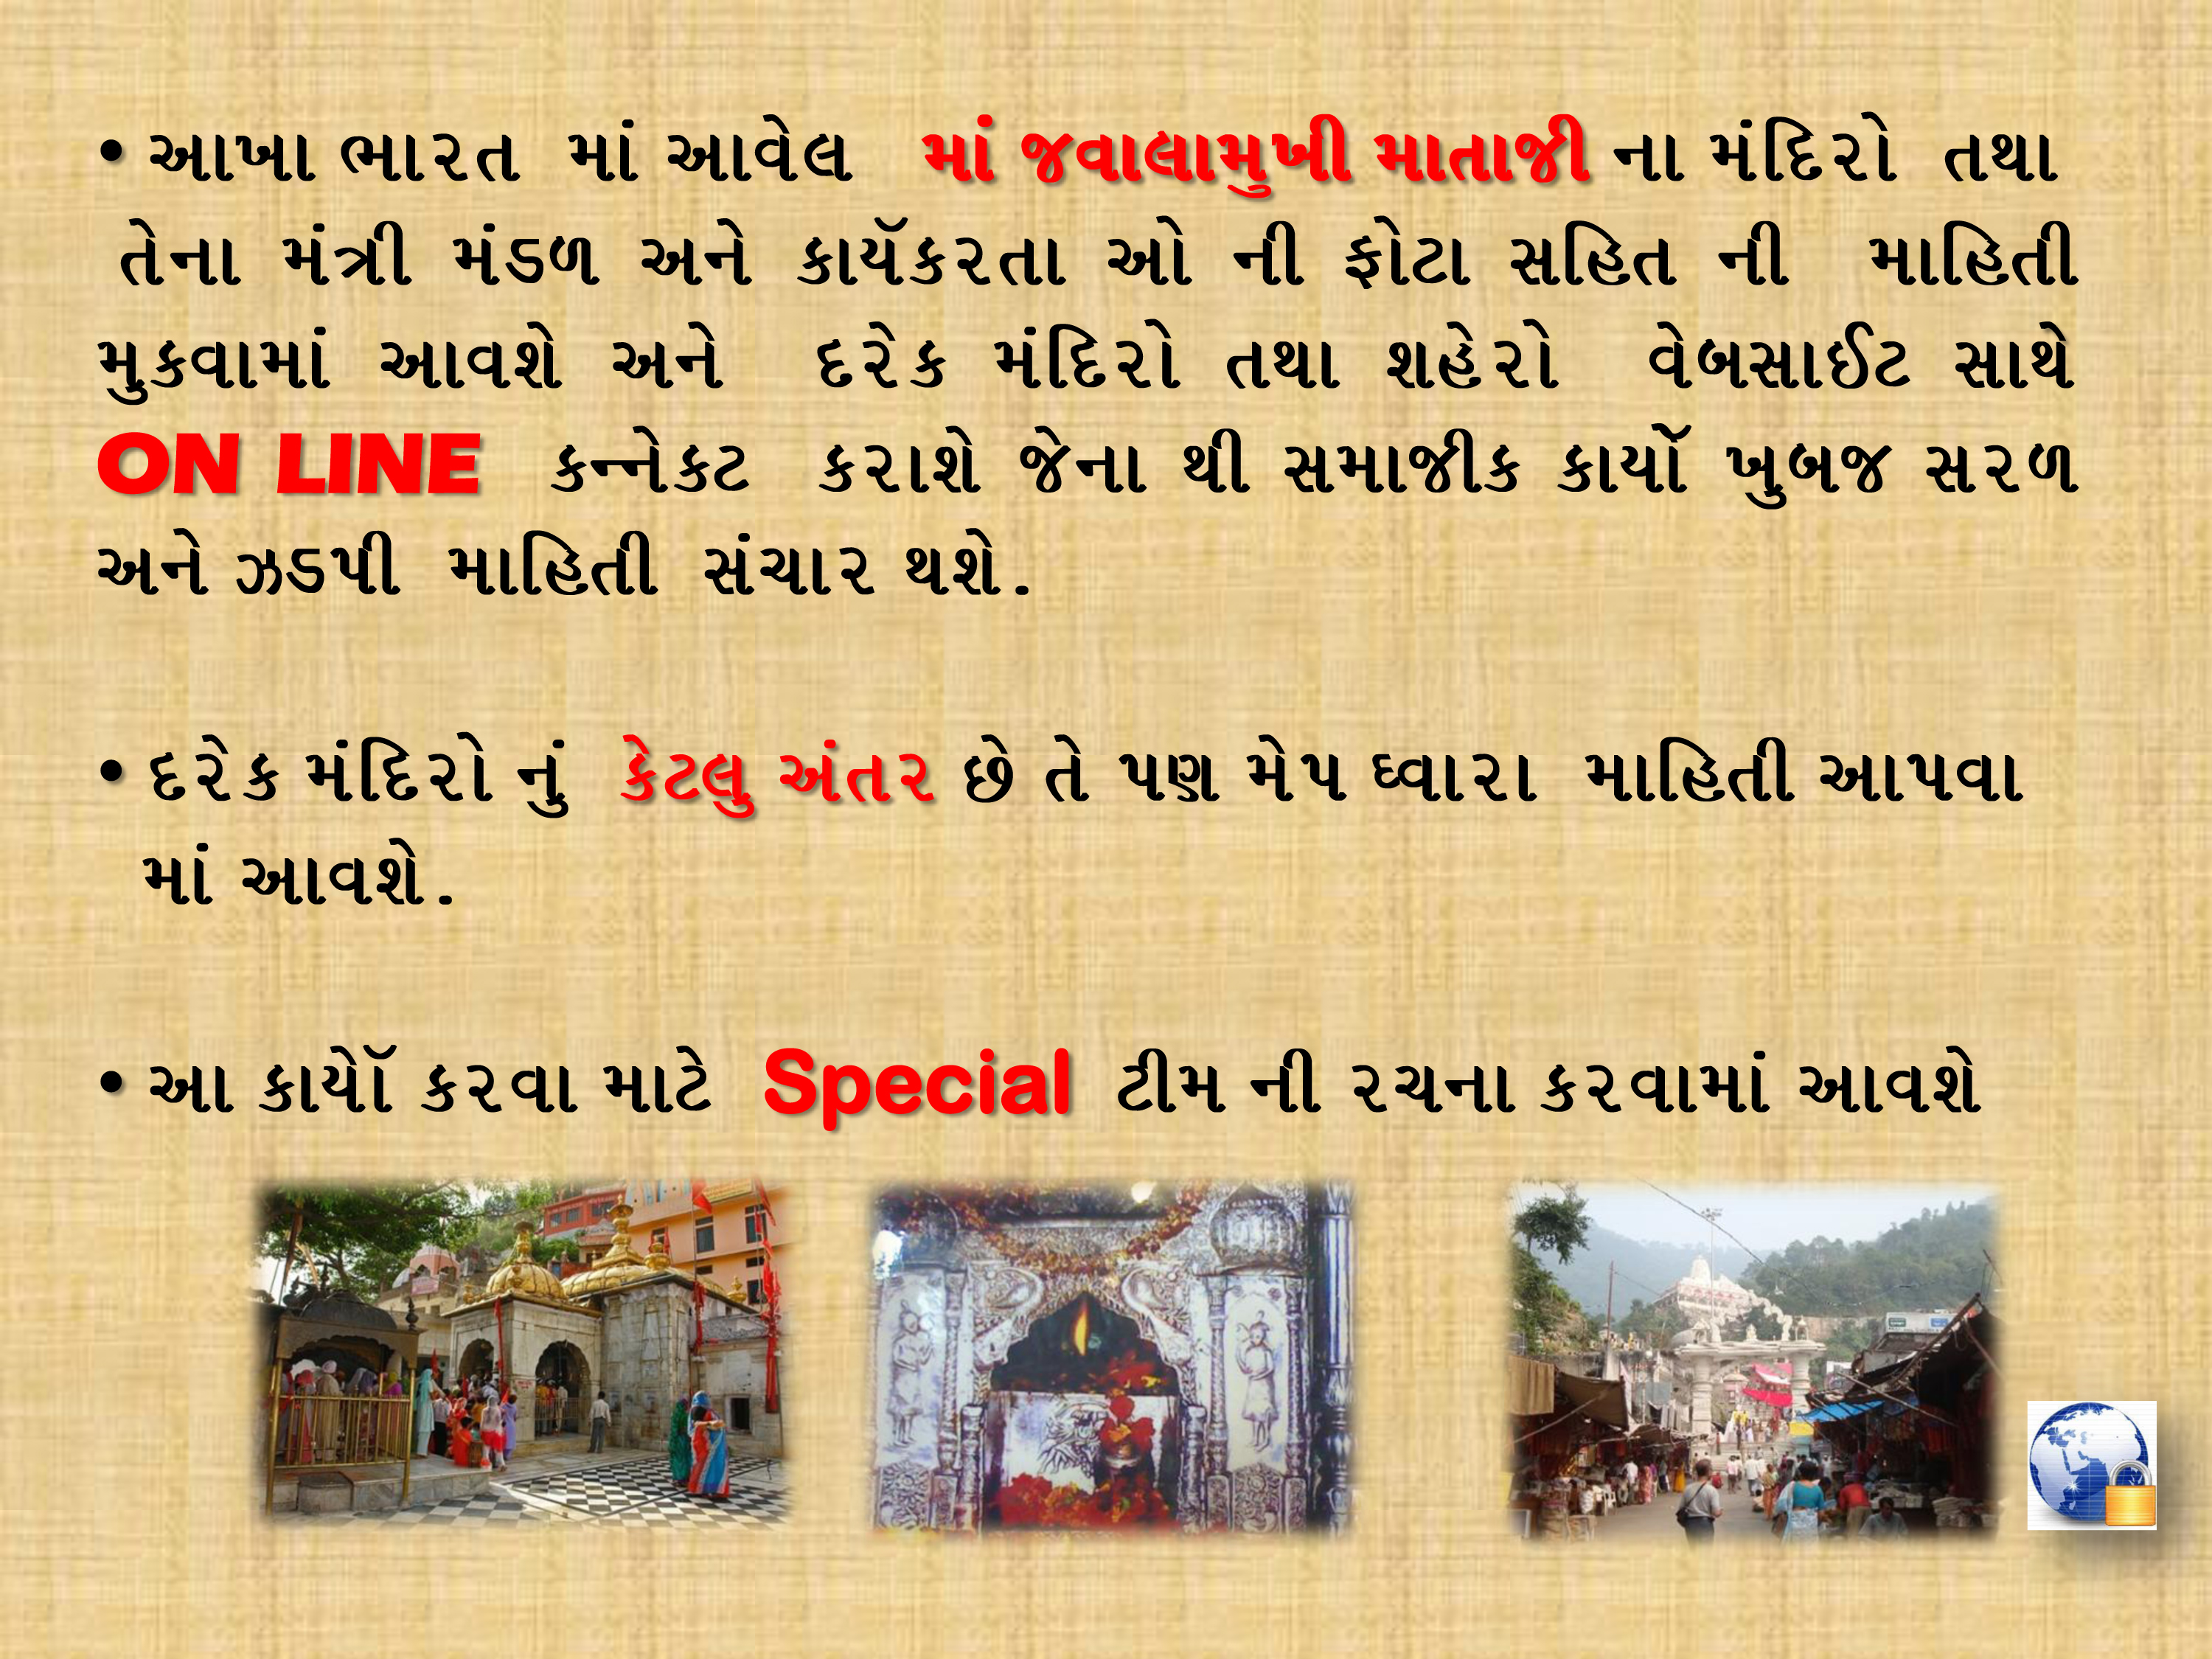 • આખા ભારત માં આવેલ માં જવાલામુખી માતાજી ના મંદિરો તથા
તેના મંત્રી મંડળ અને કાયૅકરતા ઓ ની ફોટા સહિત ની માહિતી
મુકવામાં આવશે અને દરેક મંદિરો તથા શહેરો વેબસાઈટ સાથે
ON LINE કન્નેકટ કરાશે જેના થી સમાજીક કાયોૅ ખુબજ સરળ
અને ઝડપી માહિતી સંચાર થશે.
• દરેક મંદિરો નું કેટલુ અંતર છે તે પણ મેપ ઘ્વારા માહિતી આપવા
માં આવશે.
• આ કાયોૅ કરવા માટે Special ટીમ ની રચના કરવામાં આવશે